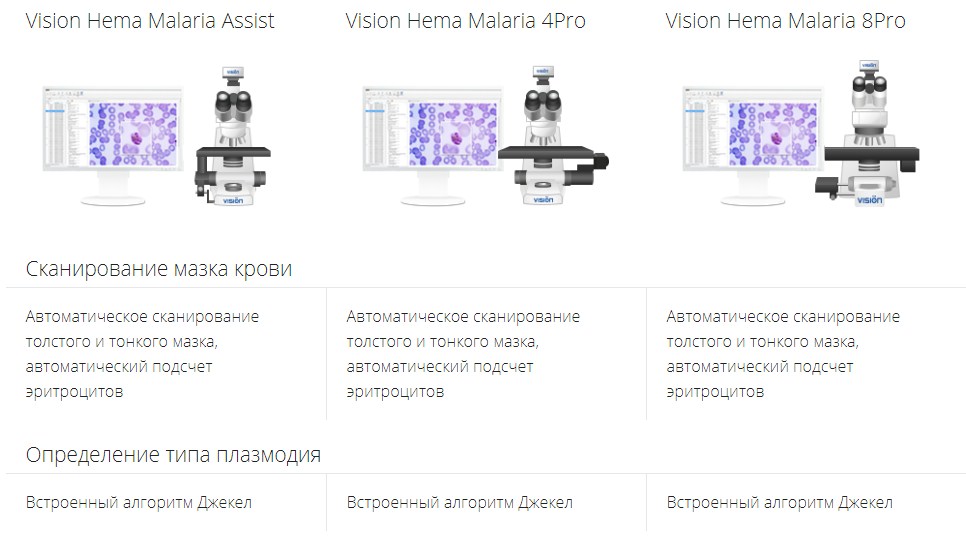 Vision Hema Malaria Assist
Vision Hema Malaria 4Pro
Vision Hema Malaria 8Pro
VISION
VISION
VISION
VISION
VISION
VISION
Сканирование мазка крови
Автоматическое сканирование
толстого и тонкого мазка,
автоматический подсчет
эритроцитов
Автоматическое сканирование
толстого и тонкого мазка,
автоматический подсчет
эритроцитов
Автоматическое сканирование
толстого и тонкого мазка,
автоматический подсчет
эритроцитов
Определение типа плазмодия
Встроенный алгоритм Джекел
Встроенный алгоритм Джекел
Встроенный алгоритм Джекел